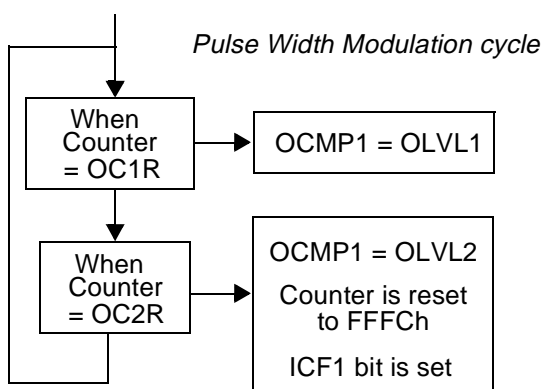 Pulse Width Modulation cycle
When
Counter
= OC1R
OCMP1 = OLVL1
When
Counter
= OC2R
OCMP1 = OLVL2
Counter is reset
to FFFCh
ICF1 bit is set